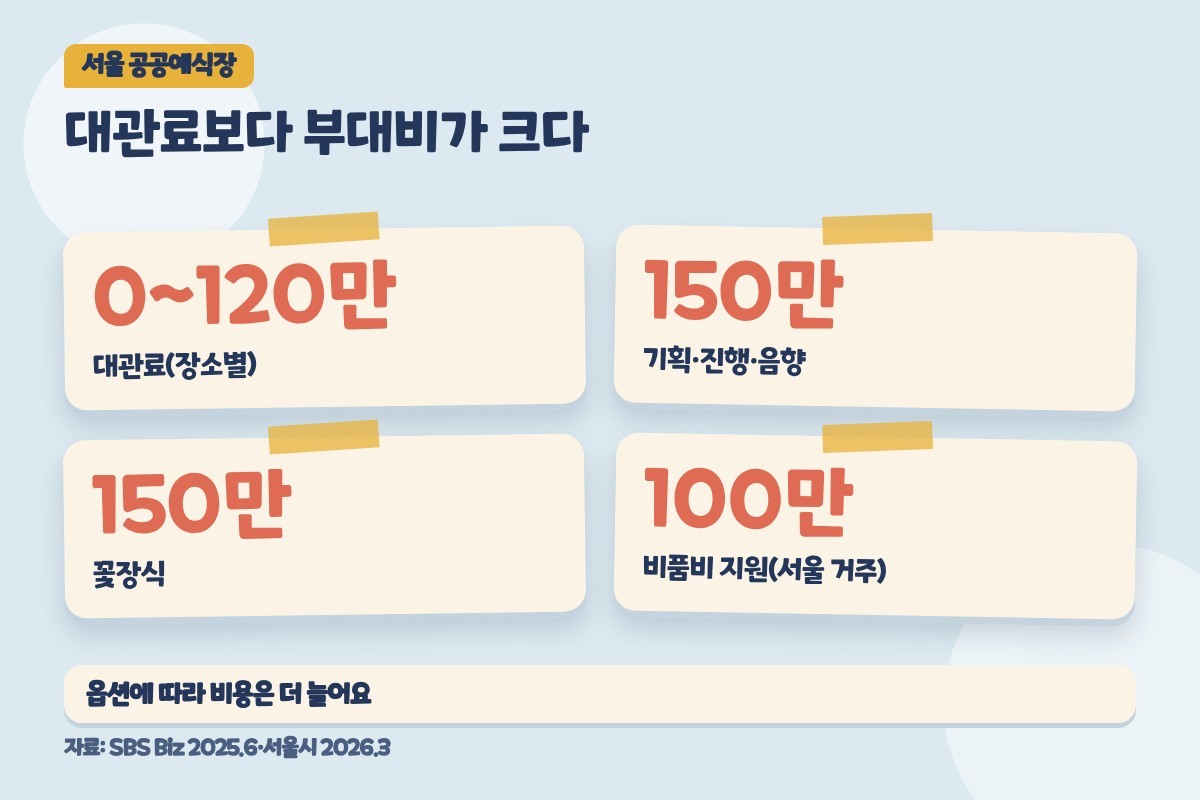 서울 공공예식장
대관료보다 부대비가 크다
0~120만
대관료(장소별)
150만
기획·진행·음향
150만
꽃장식
100만
비품비 지원(서울 거주)
옵션에 따라 비용은 더 늘어요
자료: SBS Biz 2025.6·서울시 2026.3